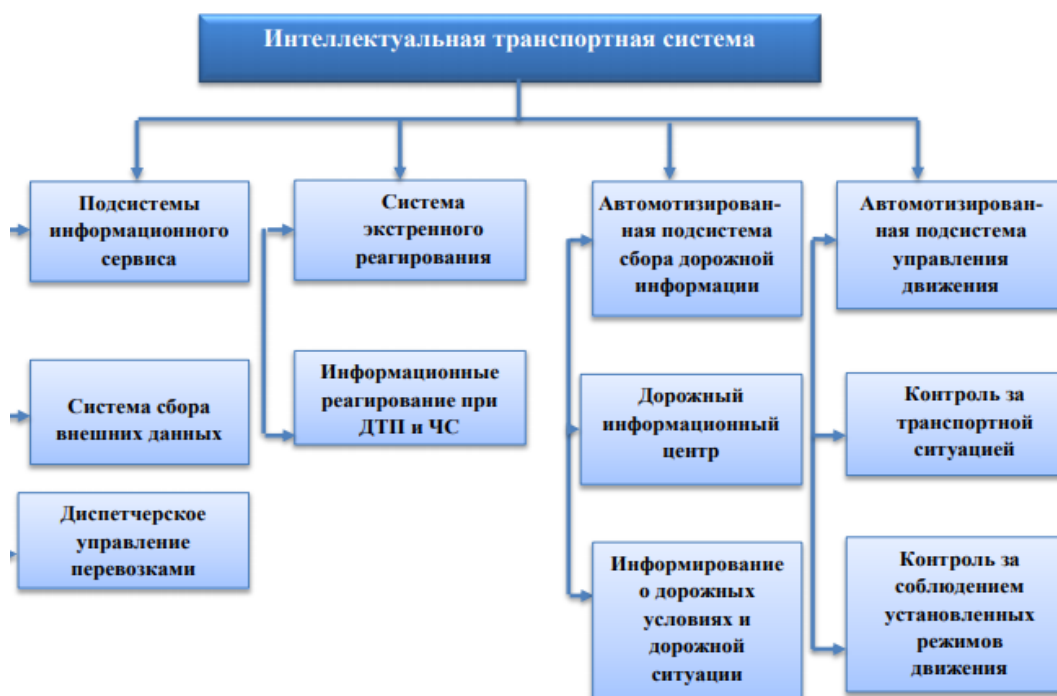 Интеллектуальная транспортная система
Подсистемы
информационного
сервиса
Система
экстренного
реагирования
Автомотизирован-
ная подсистема
сбора дорожной
информации
Автомотизирован-
ная подсистема
управления
движения
Система сбора
внешних данных
Информационные
реагирование при
ДТП и ЧС
Дорожный
информационный
центр
Контроль за
транспортной
ситуацией
Диспетчерское
управление
перевозками
Информирование
о дорожных
условиях и
дорожной
ситуации
Контроль за
соблюдением
установленных
режимов
движения